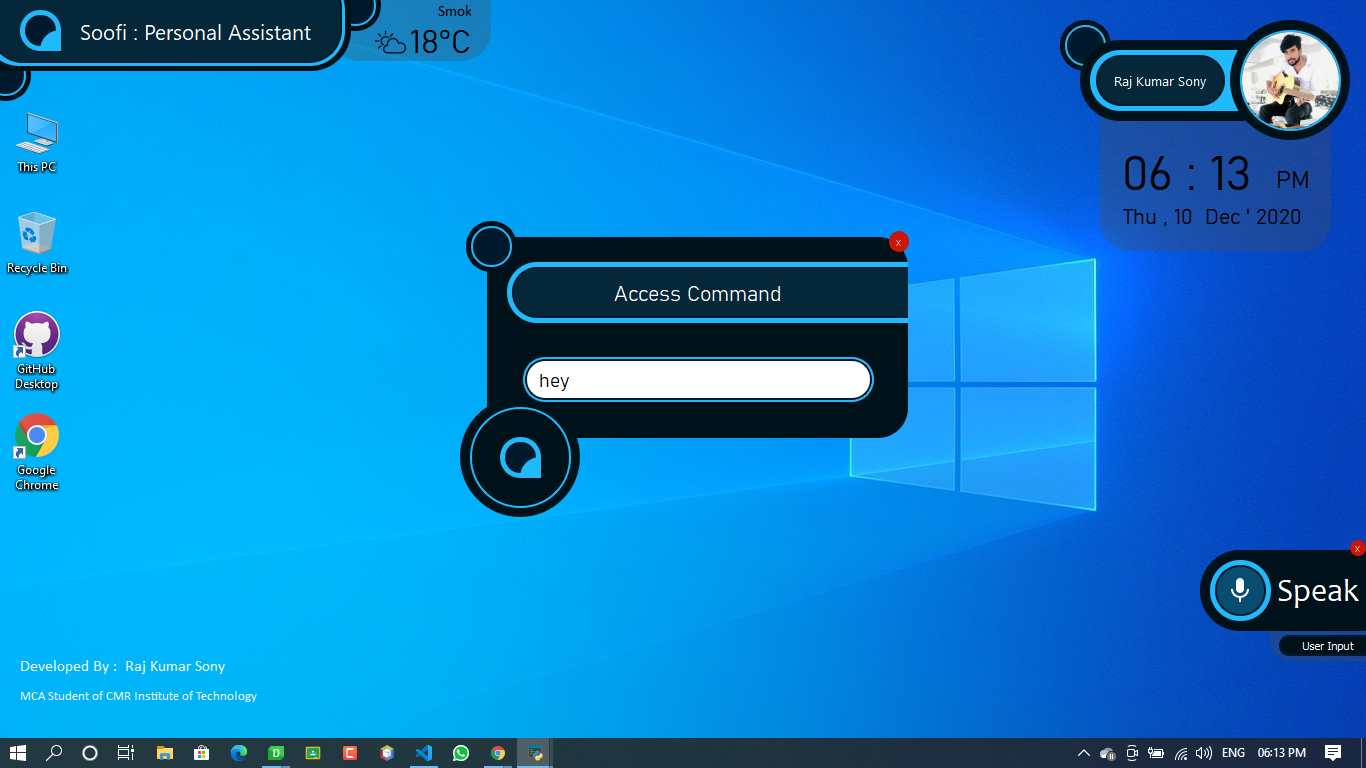 Soofi : Personal Assistant
Smok
18°C
Raj Kumar Sony
06 : 13 PM
Thu , 10 Dec ' 2020
This PC
Recycle Bin
GitHub
Desktop
Google
Chrome
x
Access Command
hey
x
Speak
User Input
Developed By : Raj Kumar Sony
MCA Student of CMR Institute of Technology
ENG 06:13 PM